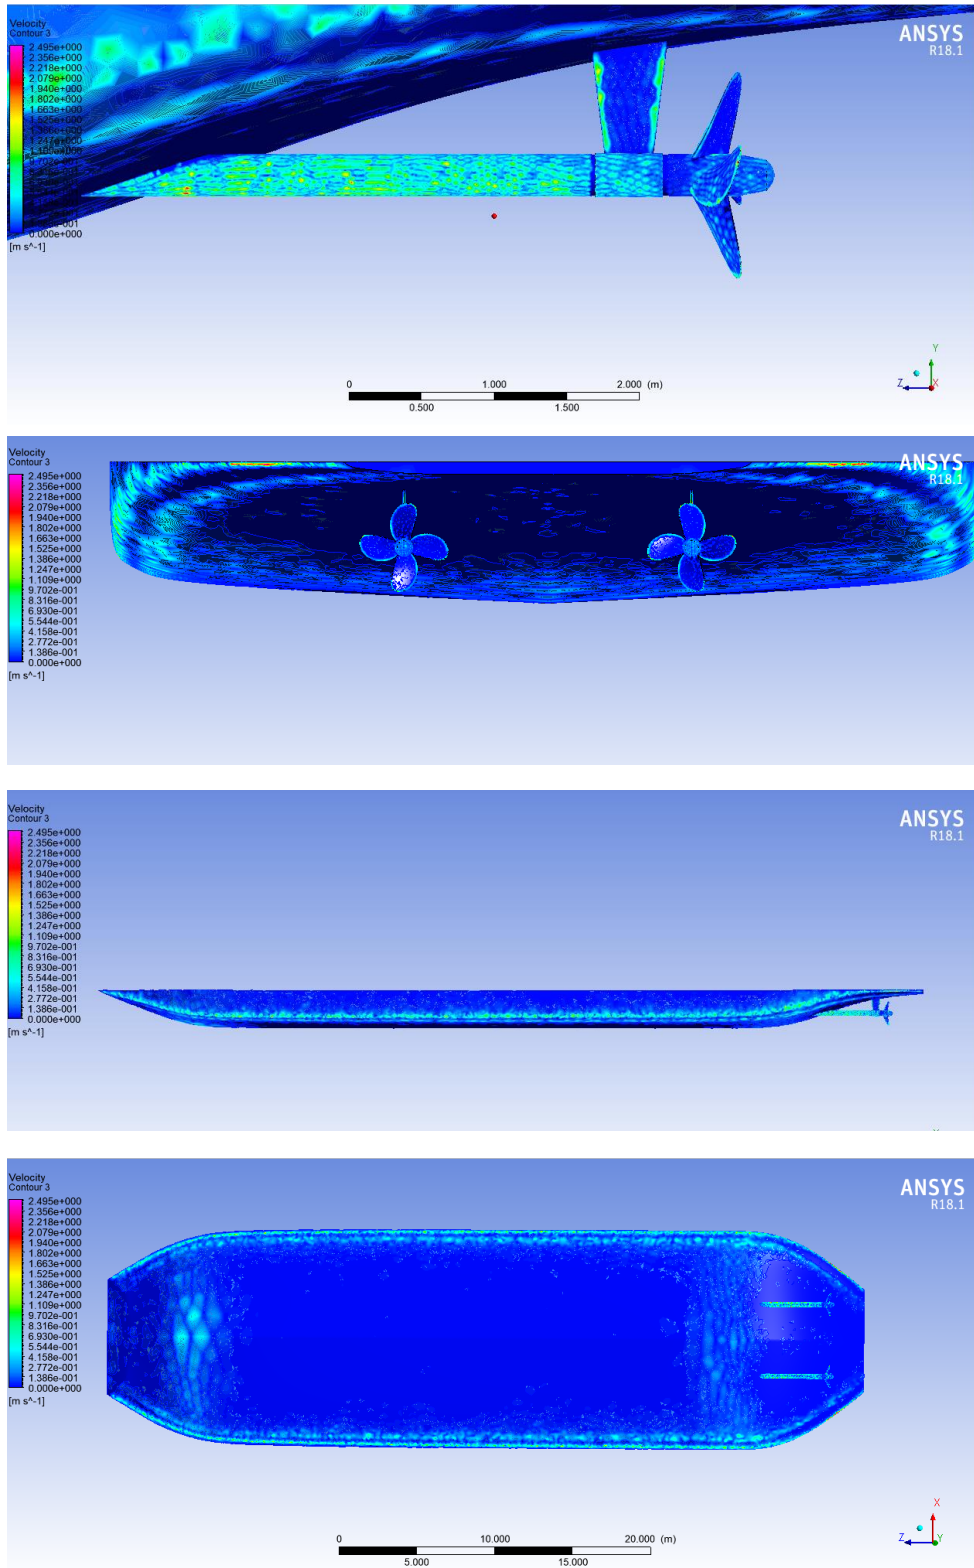 Velocity
Contour 3
2.495e+000
2.356e+000
2.218e+000
2.079e+000
1.940e+000
1.802e+000
1.663e+000
1.525e+000
1.386e+000
1.247e+000
1.109e+000
9.702e-001
0.000e+000
[m s^-1]
ANSYS
R18.1
0
1.000
2.000
(m)
0.500
1.500
Y
Z
X
Velocity
Contour 3
2.495e+000
2.356e+000
2.218e+000
2.079e+000
1.940e+000
1.802e+000
1.663e+000
1.525e+000
1.386e+000
1.247e+000
1.109e+000
9.702e-001
8.316e-001
6.930e-001
5.544e-001
4.158e-001
2.772e-001
1.386e-001
0.000e+000
[m s^-1]
ANSYS
R18.1
Velocity
Contour 3
2.495e+000
2.356e+000
2.218e+000
2.079e+000
1.940e+000
1.802e+000
1.663e+000
1.525e+000
1.386e+000
1.247e+000
1.109e+000
9.702e-001
8.316e-001
6.930e-001
5.544e-001
4.158e-001
2.772e-001
1.386e-001
0.000e+000
[m s^-1]
ANSYS
R18.1
Velocity
Contour 3
2.495e+000
2.356e+000
2.218e+000
2.079e+000
1.940e+000
1.802e+000
1.663e+000
1.525e+000
1.386e+000
1.247e+000
1.109e+000
9.702e-001
8.316e-001
6.930e-001
5.544e-001
4.158e-001
2.772e-001
1.386e-001
0.000e+000
[m s^-1]
ANSYS
R18.1
X
Z
Y
0
10.000
20.000
(m)
5.000
15.000